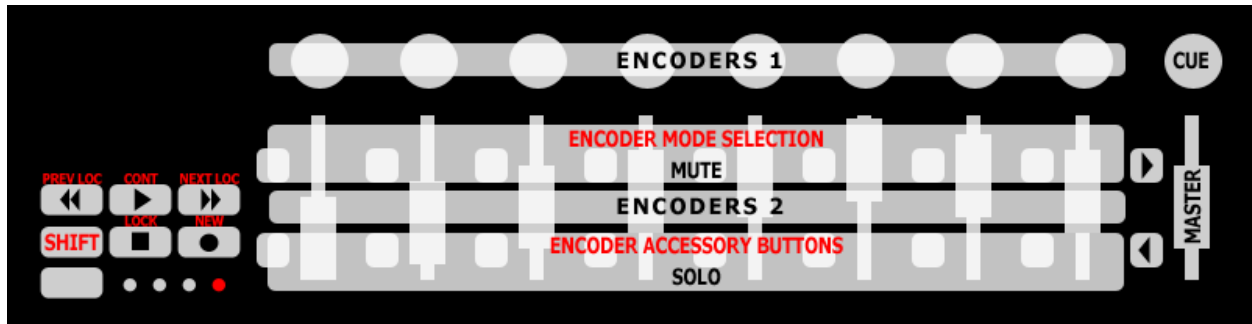 ENCODERS 1
CUE
ENCODER MODE SELECTION
MUTE
PREV LOC CONT NEXT LOC
ENCODERS 2
MASTER
LOCK NEW
SHIFT
ENCODER ACCESSORY BUTTONS
SOLO